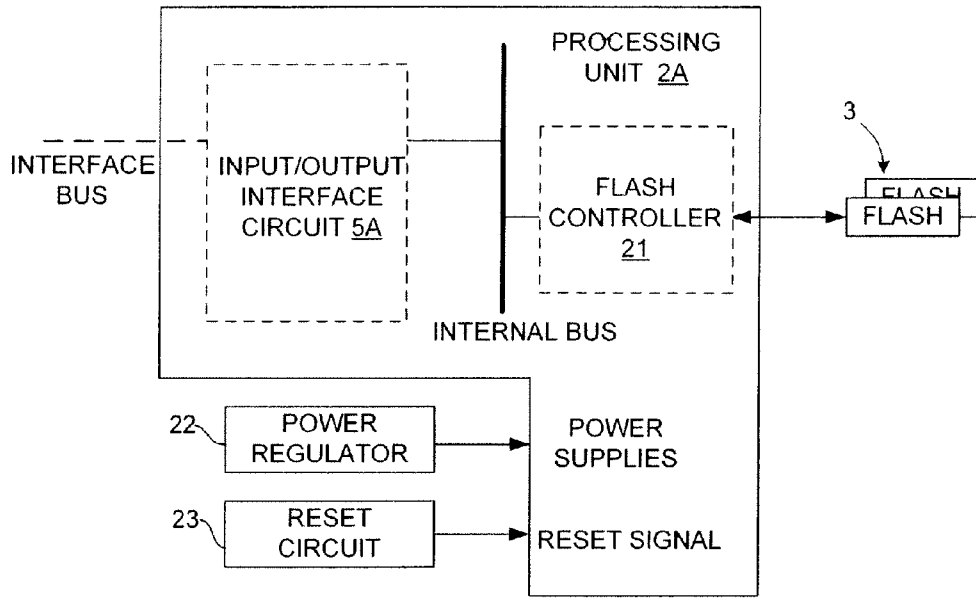 PROCESSING
UNIT 2A
3
INTERFACE
BUS
INPUT/OUTPUT
INTERFACE
CIRCUIT 5A
FLASH
CONTROLLER
21
FLASH
FLASH
INTERNAL BUS
22
POWER
REGULATOR
POWER
SUPPLIES
23
RESET
CIRCUIT
RESET SIGNAL